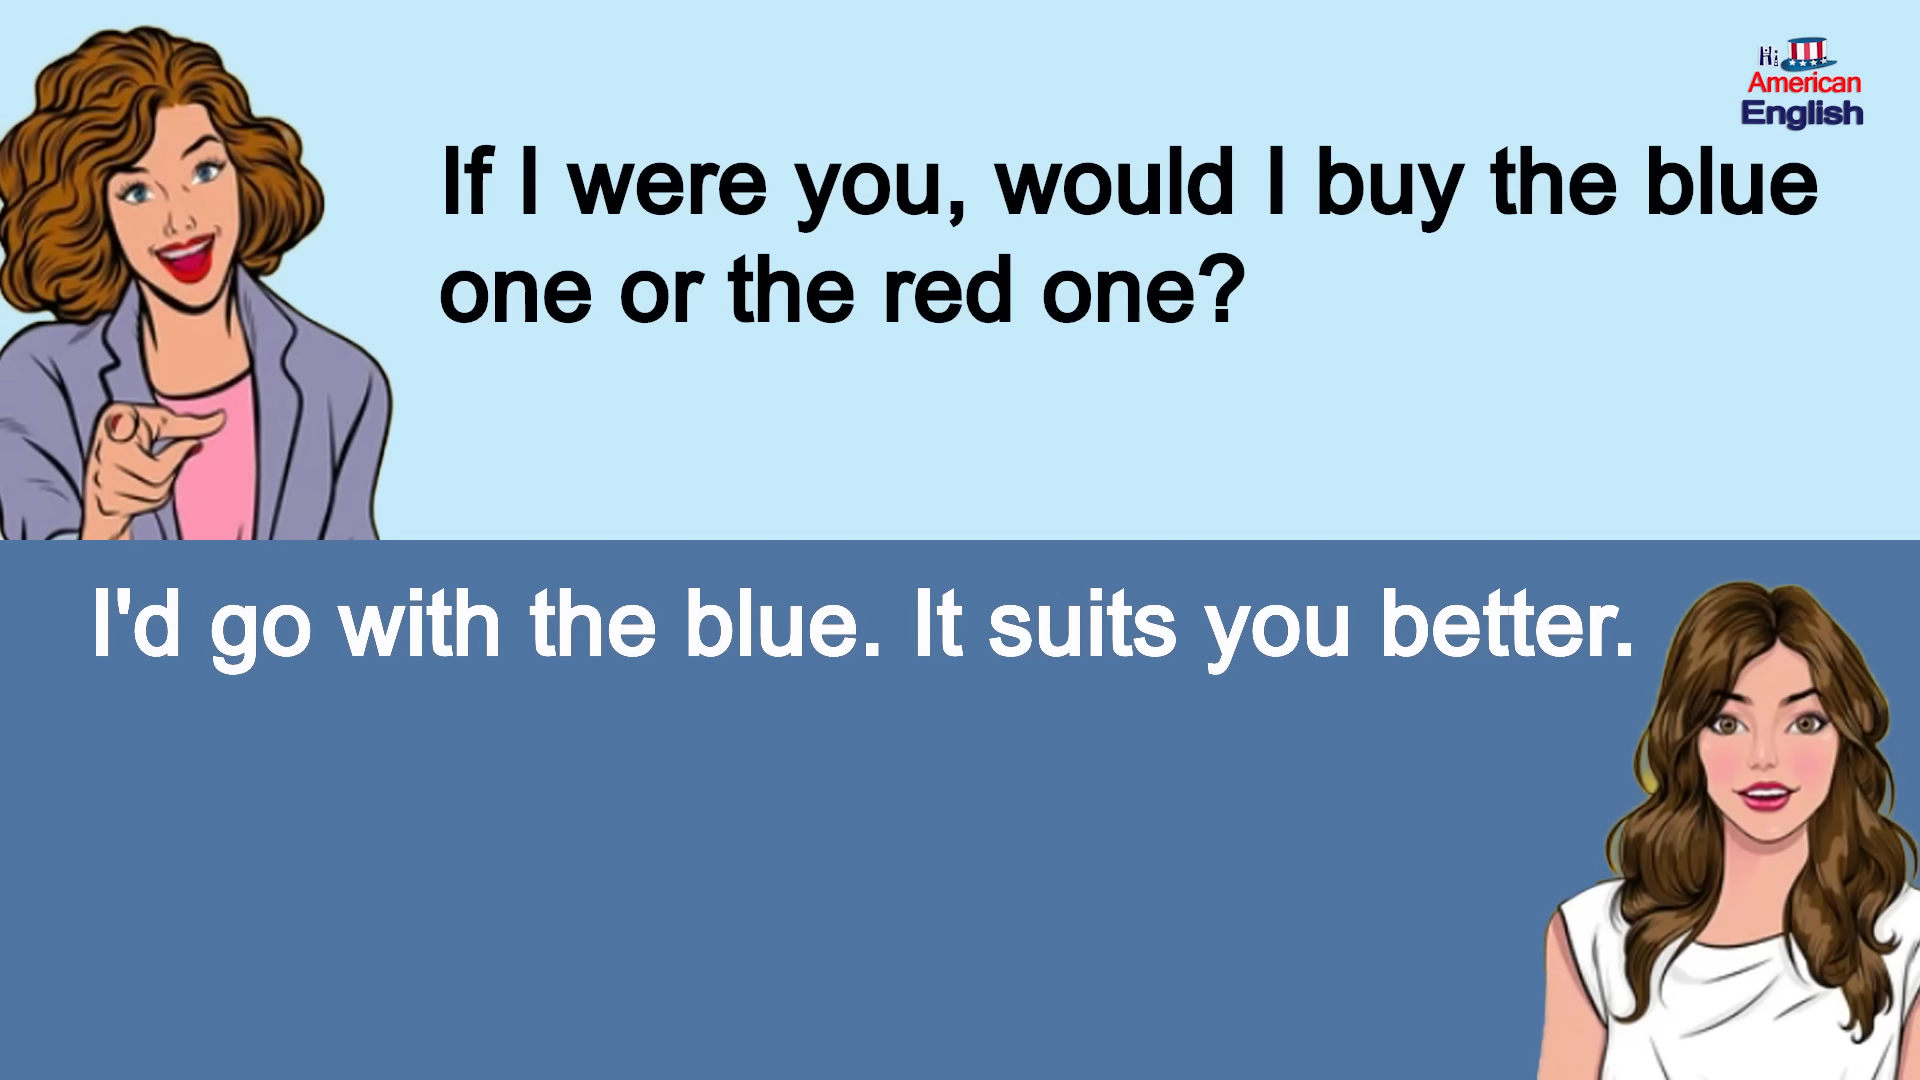 Hi
American
English
If I were you, would I buy the blue
one or the red one?
I'd go with the blue. It suits you better.